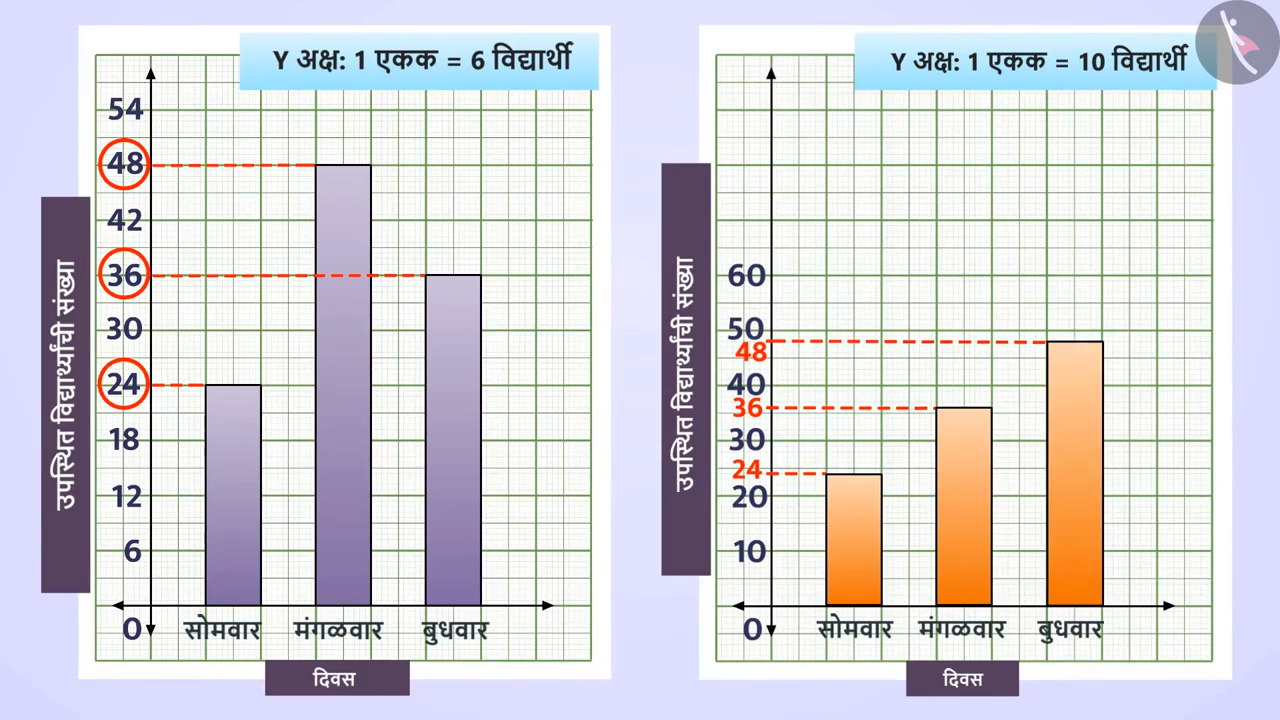 Y अक्ष: 1 एकक = 6 विद्यार्थी
54
48
42
36
30
24
18
12
6
0
उपस्थित विद्यार्थ्यांची संख्या
सोमवार मंगळवार बुधवार
दिवस
Y अक्ष: 1 एकक = 10 विद्यार्थी
60
50
48
40
36
30
24
20
10
0
उपस्थित विद्यार्थ्यांची संख्या
सोमवार मंगळवार बुधवार
दिवस